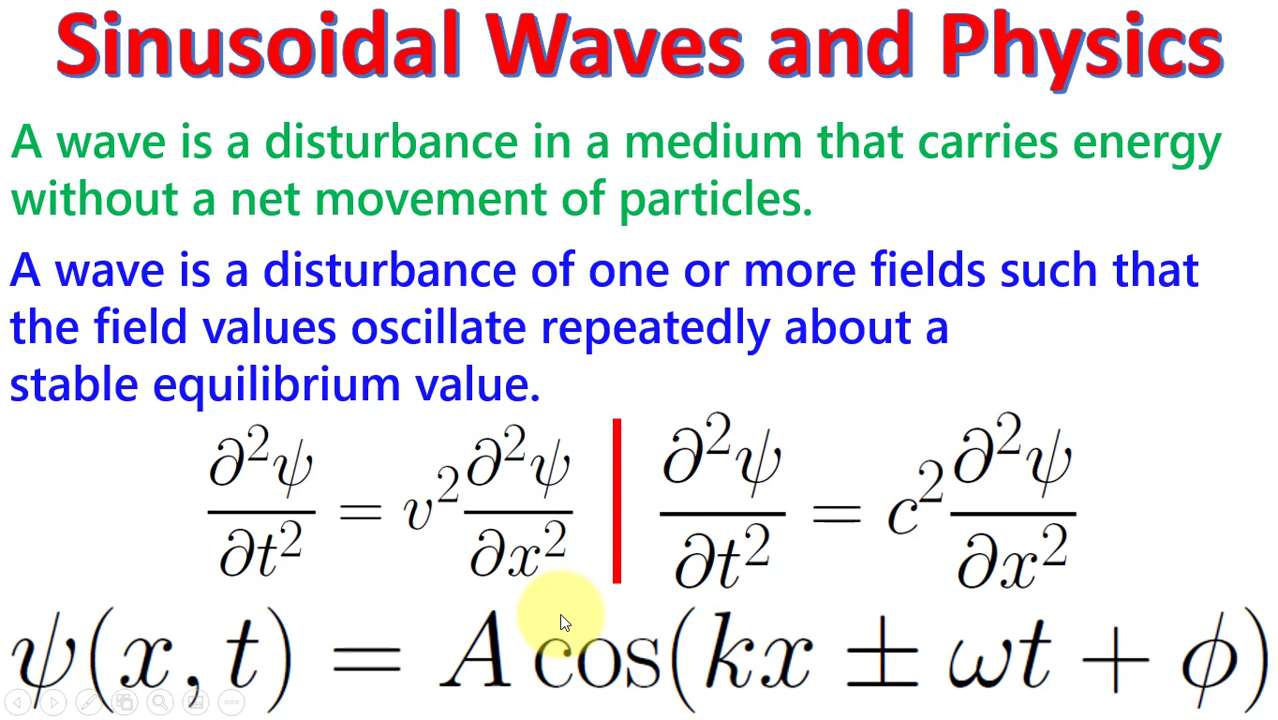 Sinusoidal Waves and Physics
A wave is a disturbance in a medium that carries energy
without a net movement of particles.
A wave is a disturbance of one or more fields such that
the field values oscillate repeatedly about a
stable equilibrium value.
∂²ψ/∂t² = v² ∂²ψ/∂x² | ∂²ψ/∂t² = c² ∂²ψ/∂x²
ψ(x, t) = A cos(kx ± ωt + ϕ)